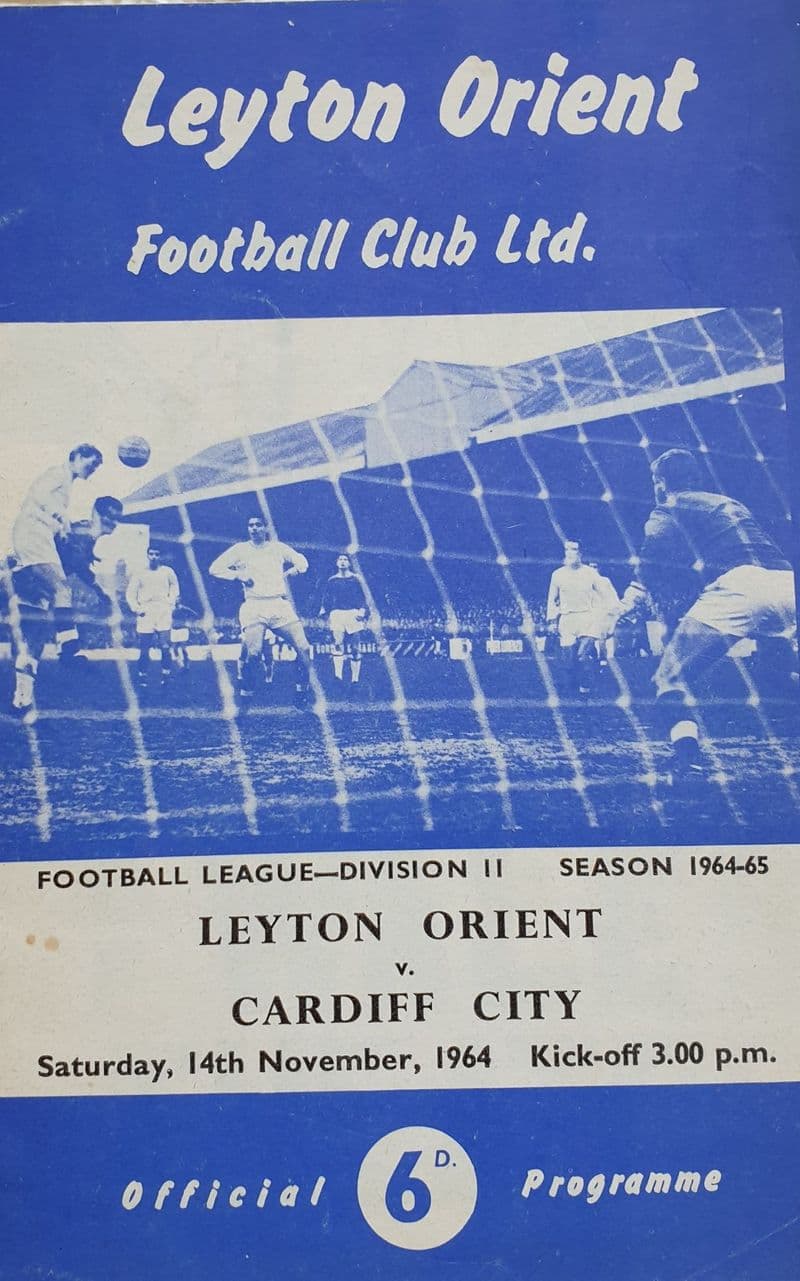 Leyton Orient
Football Club Ltd.
FOOTBALL LEAGUE—DIVISION II SEASON 1964-65
LEYTON ORIENT
v.
CARDIFF CITY
Saturday, 14th November, 1964 Kick-off 3.00 p.m.
Official 6D. Programme